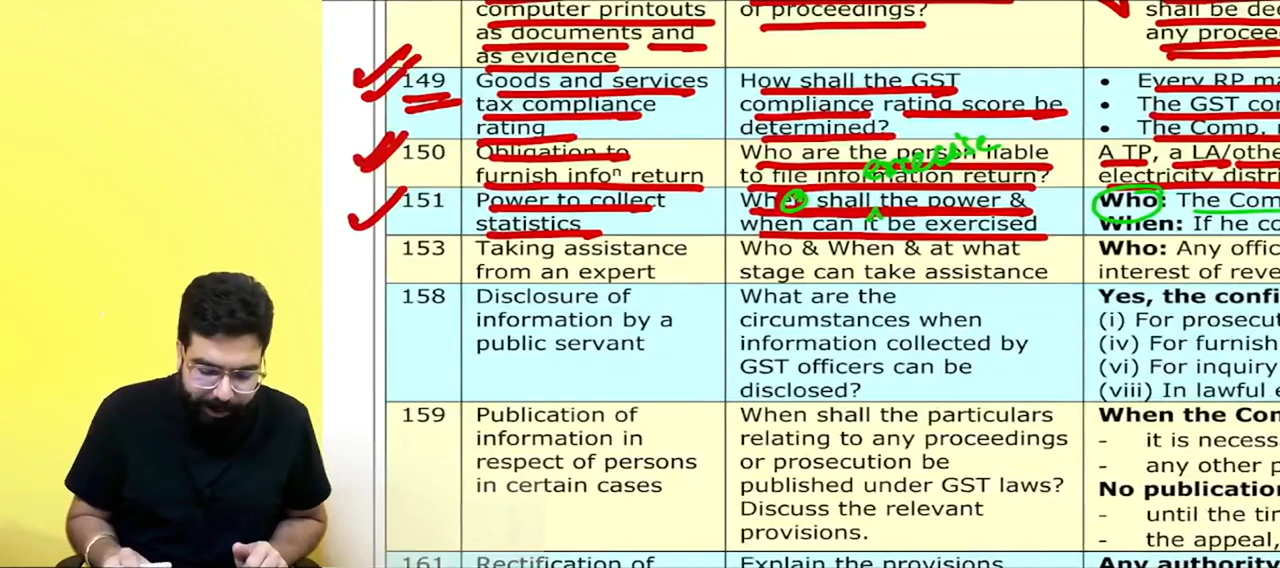 computer printouts
as documents and
as evidence
of proceedings?
shall be dec
any procee
149
Goods and services
tax compliance
rating
How shall the GST
compliance rating score be
determined?
• Every RP ma
• The GST con
• The Comp,
150
Obligation to
furnish infoⁿ return
Who are the person liable
to file information return?
A TP, a LA/othe
electricity distri
exercise
151
Power to collect
statistics
shall the power &
when can it be exercised
Who: The Com
When: If he co
153
Taking assistance
from an expert
Who & When & at what
stage can take assistance
Who: Any offic
interest of reve
158
Disclosure of
information by a
public servant
What are the
circumstances when
information collected by
GST officers can be
disclosed?
Yes, the confi
(i) For prosecut
(iv) For furnish
(vi) For inquiry
(viii) In lawful e
159
Publication of
information in
respect of persons
in certain cases
When shall the particulars
relating to any proceedings
or prosecution be
published under GST laws?
Discuss the relevant
provisions.
When the Con
- it is necess
- any other p
No publication
- until the tin
- the appeal,
161
Rectification of
Explain the provisions
Any authority